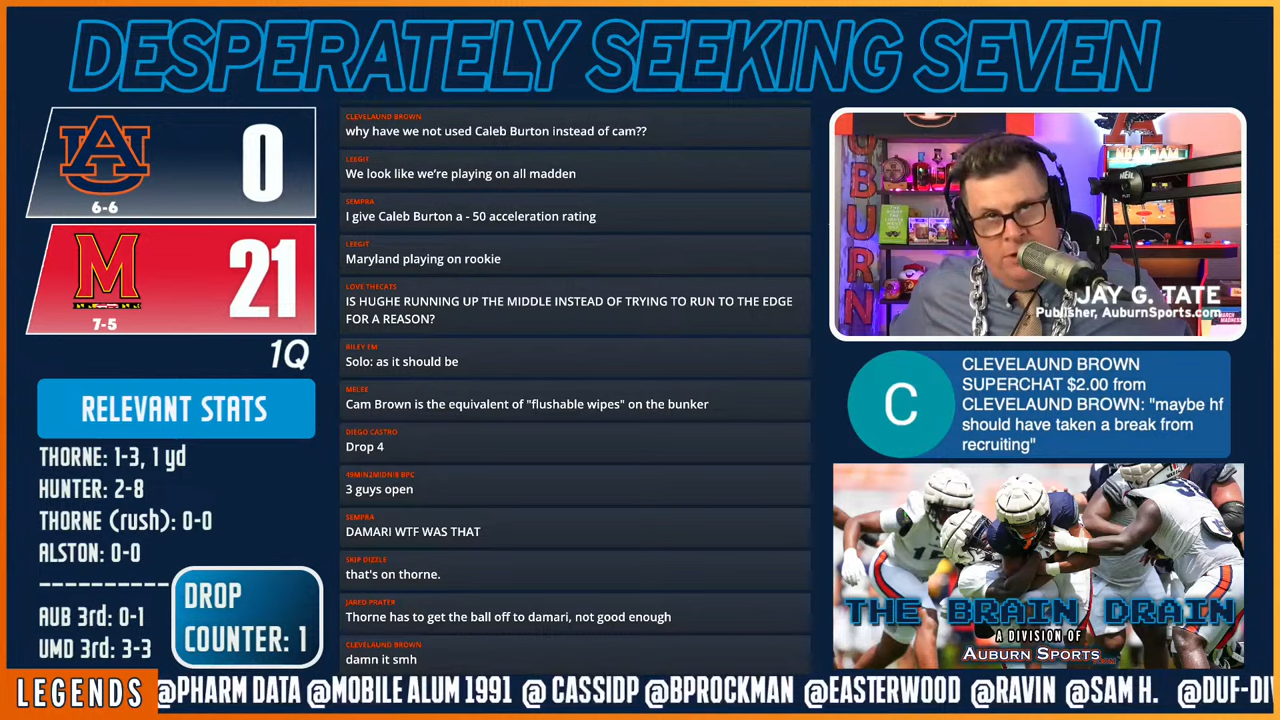 DESPERATELY SEEKING SEVEN
0
6-6
21
7-5
1Q
RELEVANT STATS
THORNE: 1-3, 1 yd
HUNTER: 2-8
THORNE (rush): 0-0
ALSTON: 0-0
----------
AUB 3rd: 0-1
UMD 3rd: 3-3
DROP
COUNTER: 1
CLEVELAUND BROWN
why have we not used Caleb Burton instead of cam??
LEEGIT
We look like we're playing on all madden
SEMPRA
I give Caleb Burton a - 50 acceleration rating
LEEGIT
Maryland playing on rookie
LOVE THECATS
IS HUGHE RUNNING UP THE MIDDLE INSTEAD OF TRYING TO RUN TO THE EDGE
FOR A REASON?
RILEY EM
Solo: as it should be
MELEE
Cam Brown is the equivalent of "flushable wipes" on the bunker
DIEGO CASTRO
Drop 4
3 guys open
SEMPRA
DAMARI WTF WAS THAT
SKIP DIZZLE
that's on thorne.
JARED PRATER
Thorne has to get the ball off to damari, not good enough
CLEVELAUND BROWN
damn it smh
UBURN
JAY G. TATE
Publisher, AuburnSports.com
C
CLEVELAUND BROWN
SUPERCHAT $2.00 from
CLEVELAUND BROWN: "maybe hf
should have taken a break from
recruiting"
THE BRAIN DRAIN
A DIVISION OF
AUBURN SPORTS
LEGENDS
@PHARM DATA @MOBILE ALUM 1991 @ CASSIDP @BPROCKMAN @EASTERWOOD @RAVIN @SAM H. @DUF-DIV